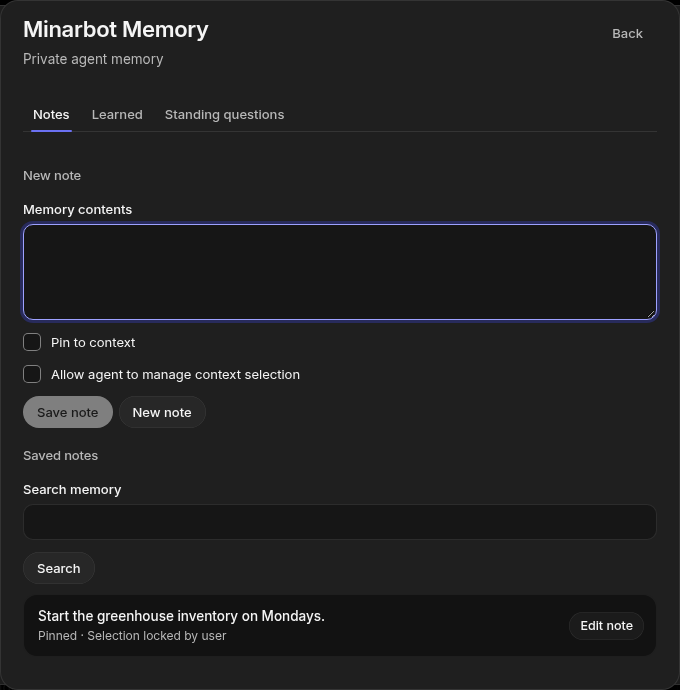 Minarbot Memory
Back
Private agent memory
Notes
Learned
Standing questions
New note
Memory contents
Pin to context
Allow agent to manage context selection
Save note
New note
Saved notes
Search memory
Search
Start the greenhouse inventory on Mondays.
Pinned · Selection locked by user
Edit note